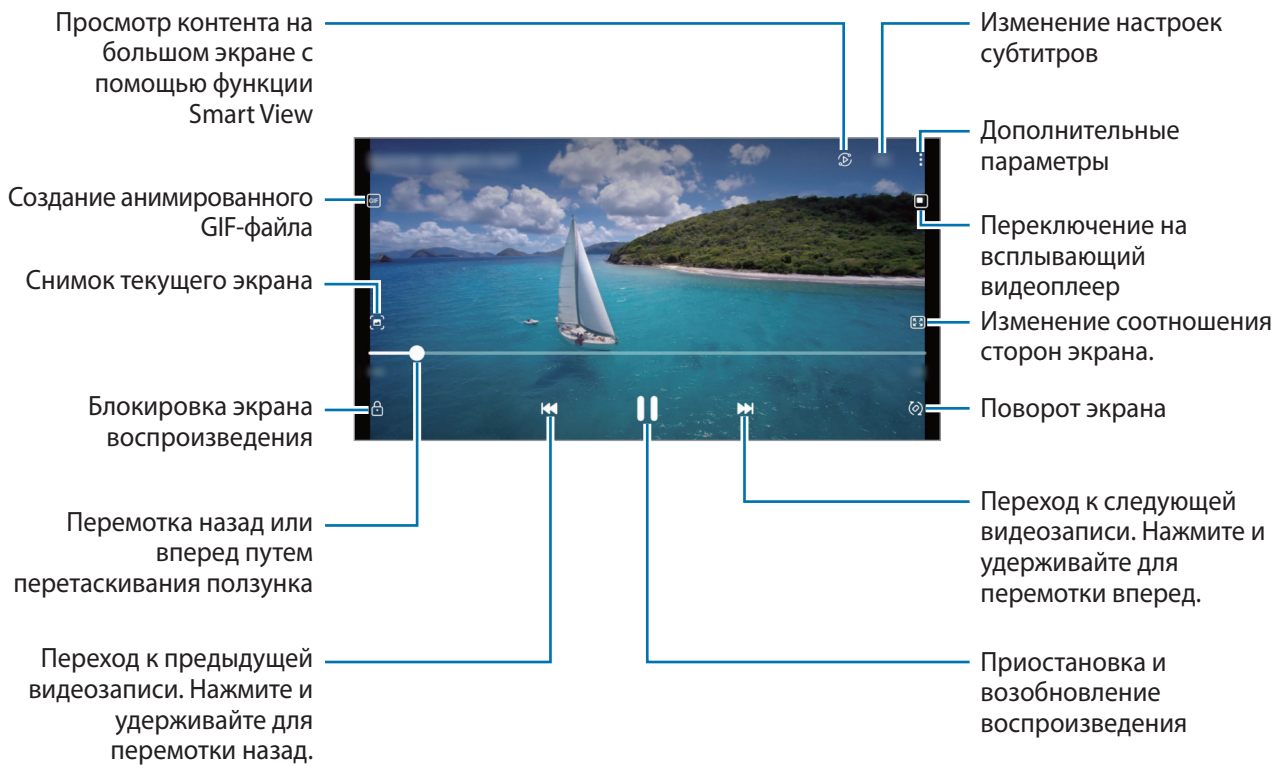 Просмотр контента на
большом экране с
помощью функции
Smart View
Создание анимированного
GIF-файла
Снимок текущего экрана
Блокировка экрана
воспроизведения
Перемотка назад или
вперед путем
перетаскивания ползунка
Переход к предыдущей
видеозаписи. Нажмите и
удерживайте для
перемотки назад.
GIF
Изменение настроек
субтитров
Дополнительные
параметры
Переключение на
всплывающий
видеоплеер
Изменение соотношения
сторон экрана.
Поворот экрана
Переход к следующей
видеозаписи. Нажмите и
удерживайте для
перемотки вперед.
Приостановка и
возобновление
воспроизведения